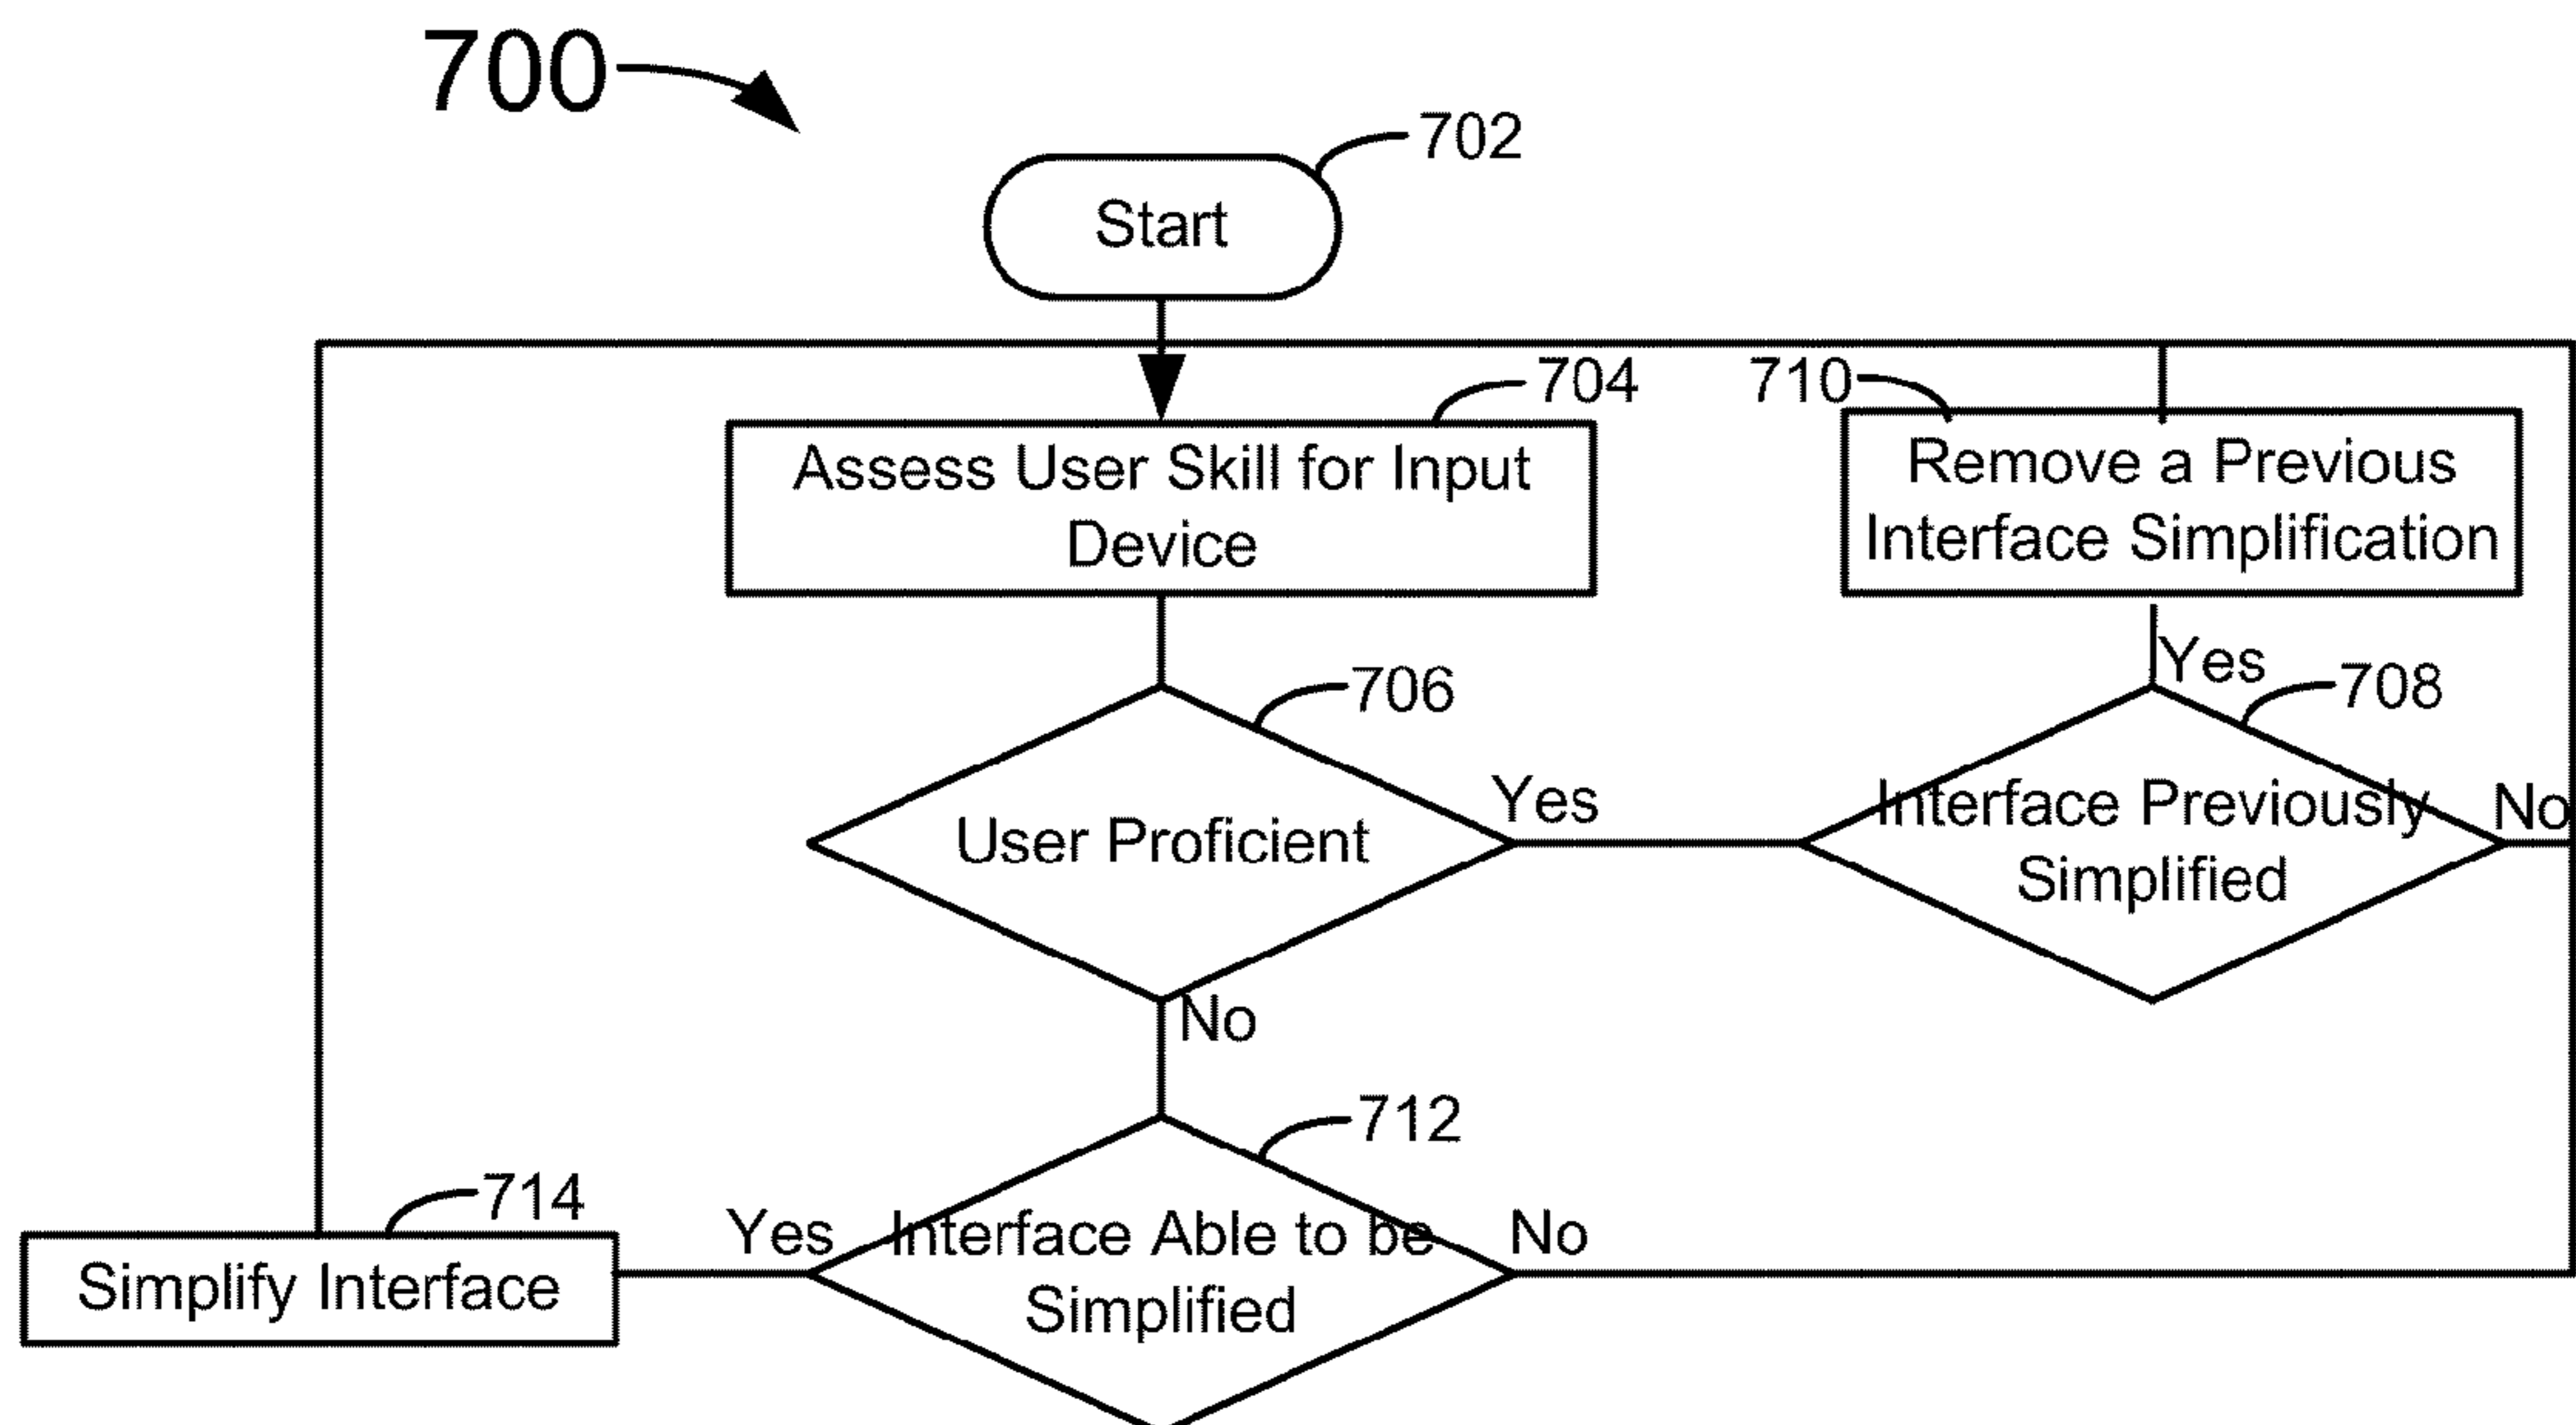 700
702
Start
704
710
Assess User Skill for Input
Device
Remove a Previous
Interface Simplification
Yes
706
708
User Proficient
Yes
Interface Previously
Simplified
No
No
712
714
Simplify Interface
Yes
Interface Able to be
Simplified
No